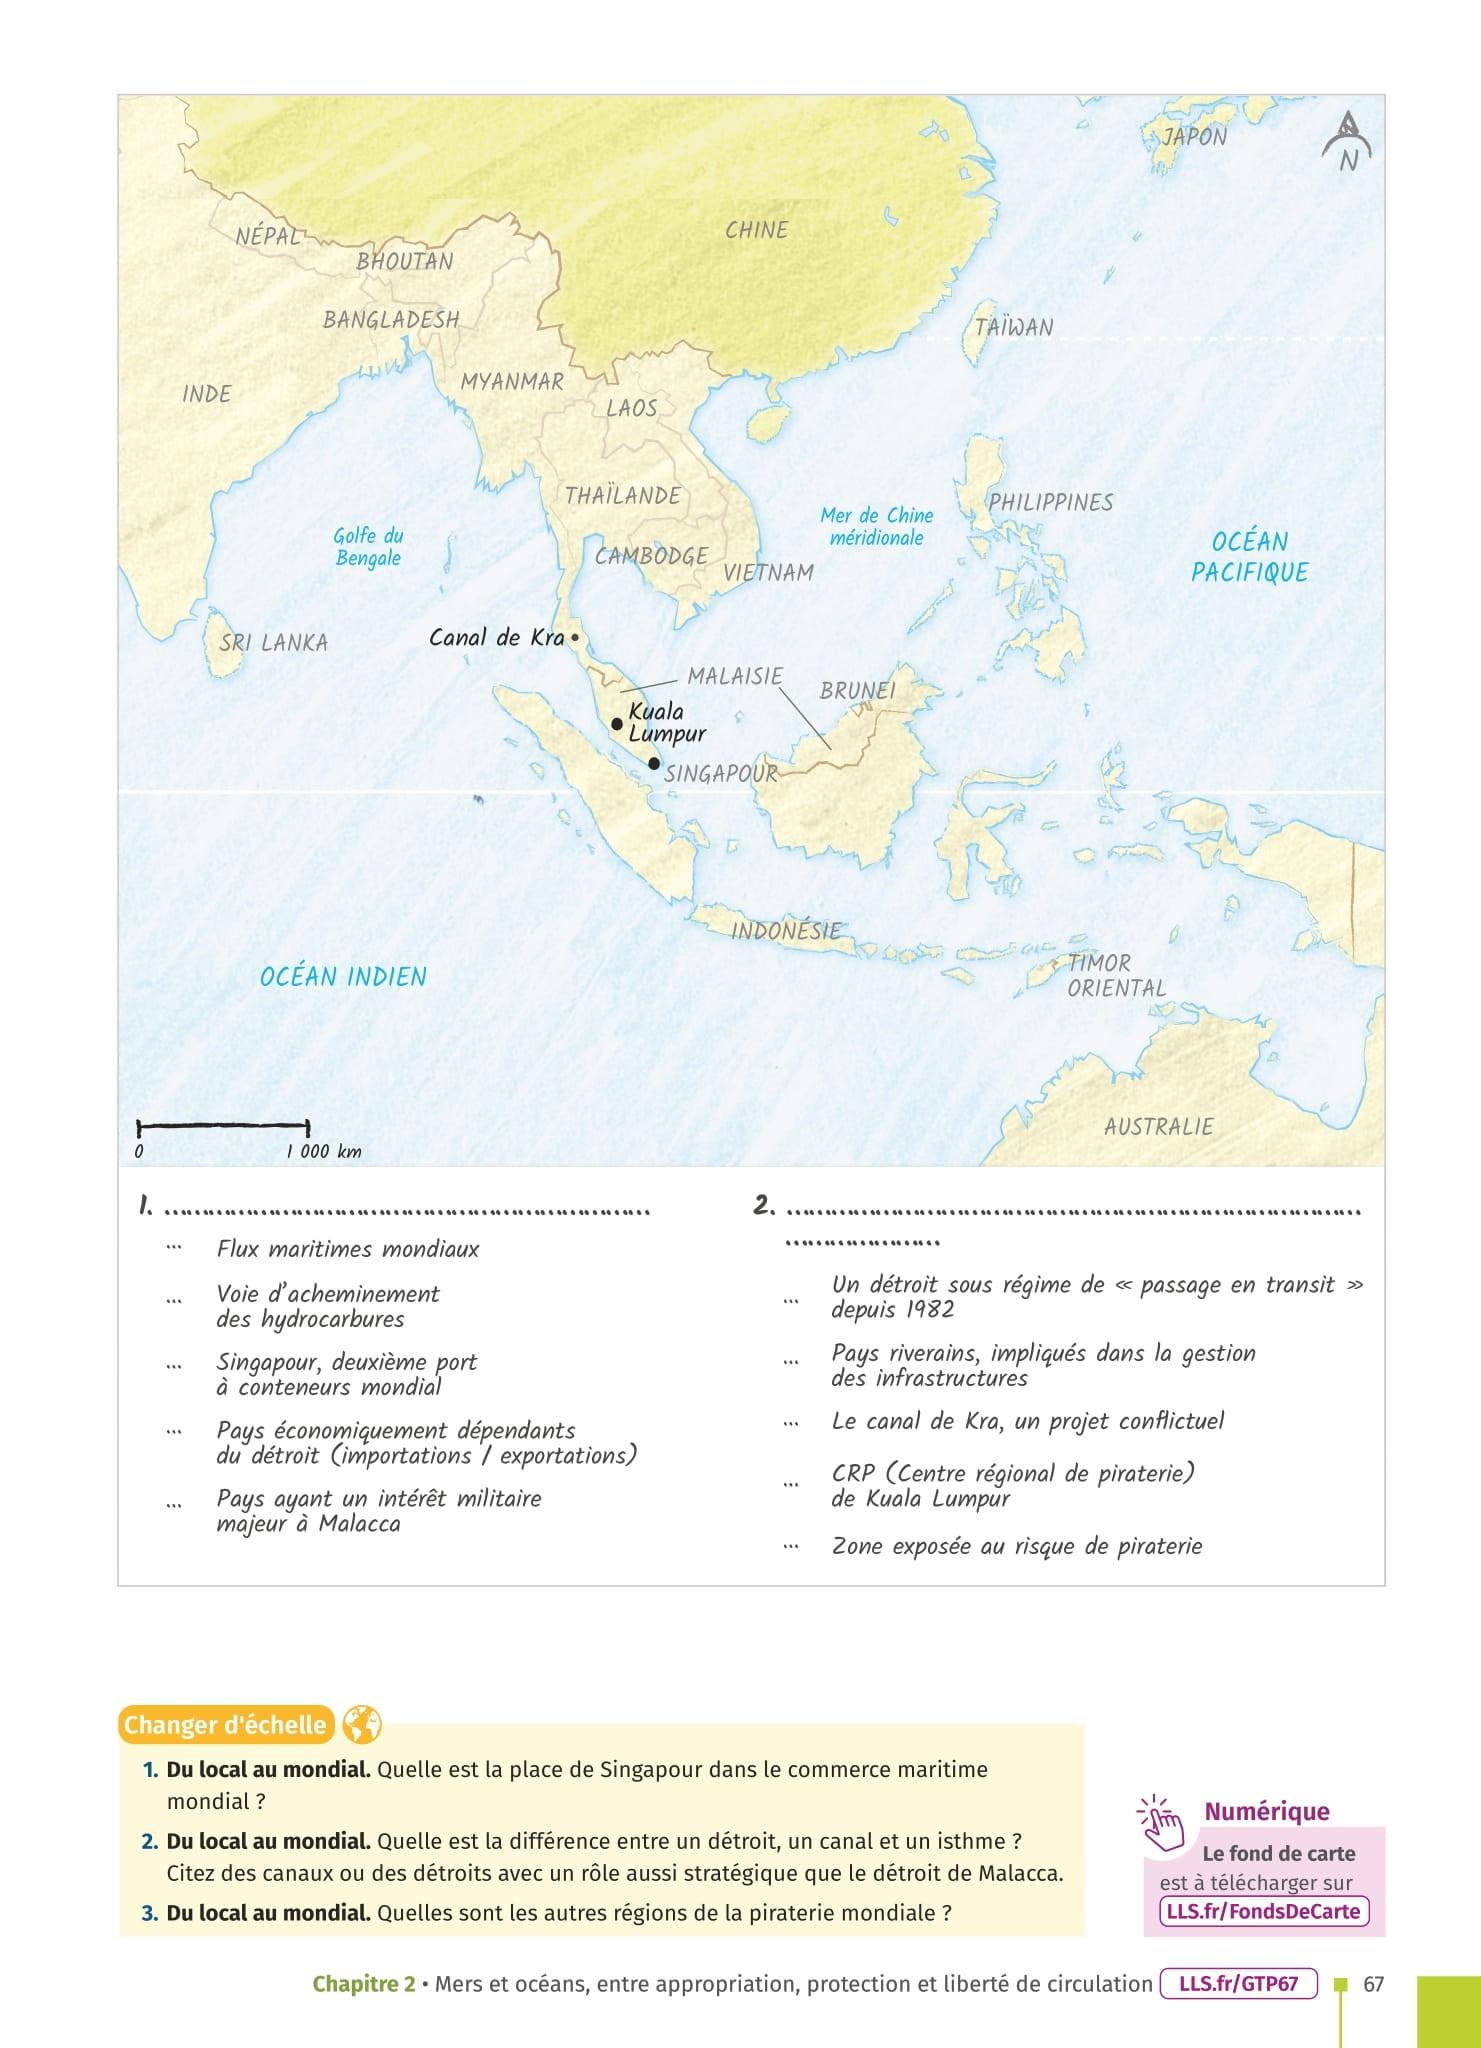 JAPON
N
NÉPAL
CHINE
BHOUTAN
BANGLADESH
TAÏWAN
INDE
MYANMAR
LAOS
THAÏLANDE
PHILIPPINES
Mer de Chine
méridionale
Golfe du
Bengale
OCÉAN
PACIFIQUE
CAMBODGE
VIETNAM
SRI LANKA
Canal de Kra
MALAISIE
BRUNEI
Kuala
Lumpur
SINGAPOUR
INDONÉSIE
OCÉAN INDIEN
TIMOR
ORIENTAL
AUSTRALIE
0
1 000 km
1. ..........................................................
... Flux maritimes mondiaux
... Voie d'acheminement
des hydrocarbures
... Singapour, deuxième port
à conteneurs mondial
... Pays économiquement dépendants
du détroit (importations / exportations)
... Pays ayant un intérêt militaire
majeur à Malacca
2. ....................................................................
...................
... Un détroit sous régime de « passage en transit »
depuis 1982
... Pays riverains, impliqués dans la gestion
des infrastructures
... Le canal de Kra, un projet conflictuel
... CRP (Centre régional de piraterie)
de Kuala Lumpur
... Zone exposée au risque de piraterie
Changer d'échelle
1. Du local au mondial. Quelle est la place de Singapour dans le commerce maritime
mondial ?
2. Du local au mondial. Quelle est la différence entre un détroit, un canal et un isthme ?
Citez des canaux ou des détroits avec un rôle aussi stratégique que le détroit de Malacca.
3. Du local au mondial. Quelles sont les autres régions de la piraterie mondiale ?
Numérique
Le fond de carte
est à télécharger sur
LLS.fr/FondsDeCarte
Chapitre 2 • Mers et océans, entre appropriation, protection et liberté de circulation LLS.fr/GTP67 67